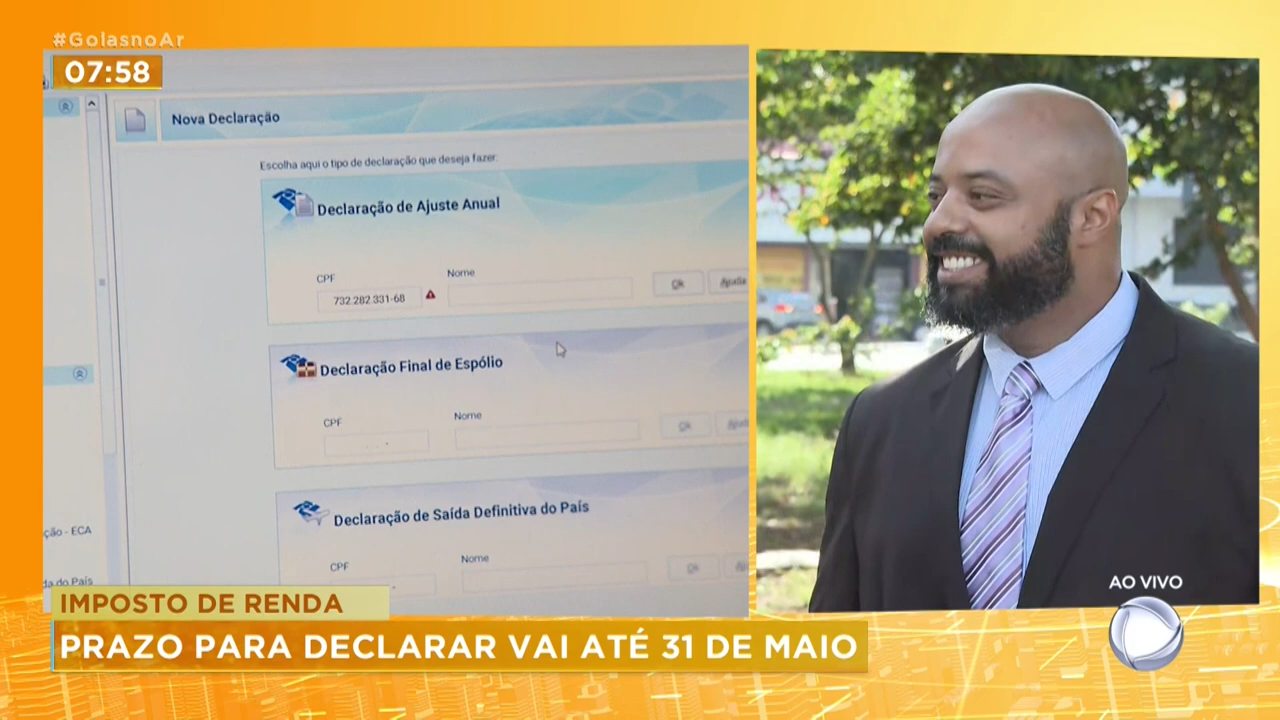 #GoiásnoAr
07:58
Nova Declaração
Escolha aqui o tipo de declaração que deseja fazer:
Declaração de Ajuste Anual
CPF
Nome
732.282.331-68
Ok
Ajuda
Declaração Final de Espólio
CPF
Nome
Ok
Declaração de Saída Definitiva do País
CPF
Nome
Ok
ção - ECA
da do País
AO VIVO
IMPOSTO DE RENDA
PRAZO PARA DECLARAR VAI ATÉ 31 DE MAIO